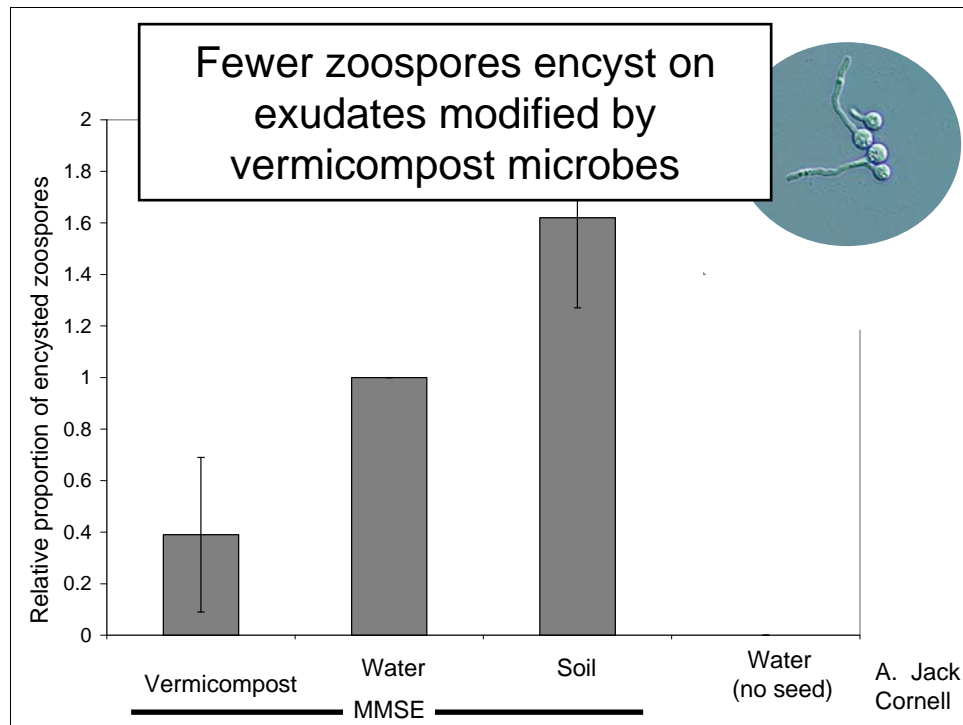 Fewer zoospores encyst on
exudates modified by
vermicompost microbes
Relative proportion of encysted zoospores
2
1.8
1.6
1.4
1.2
1
0.8
0.6
0.4
0.2
0
Vermicompost
Water
Soil
Water
(no seed)
MMSE
A. Jack
Cornell